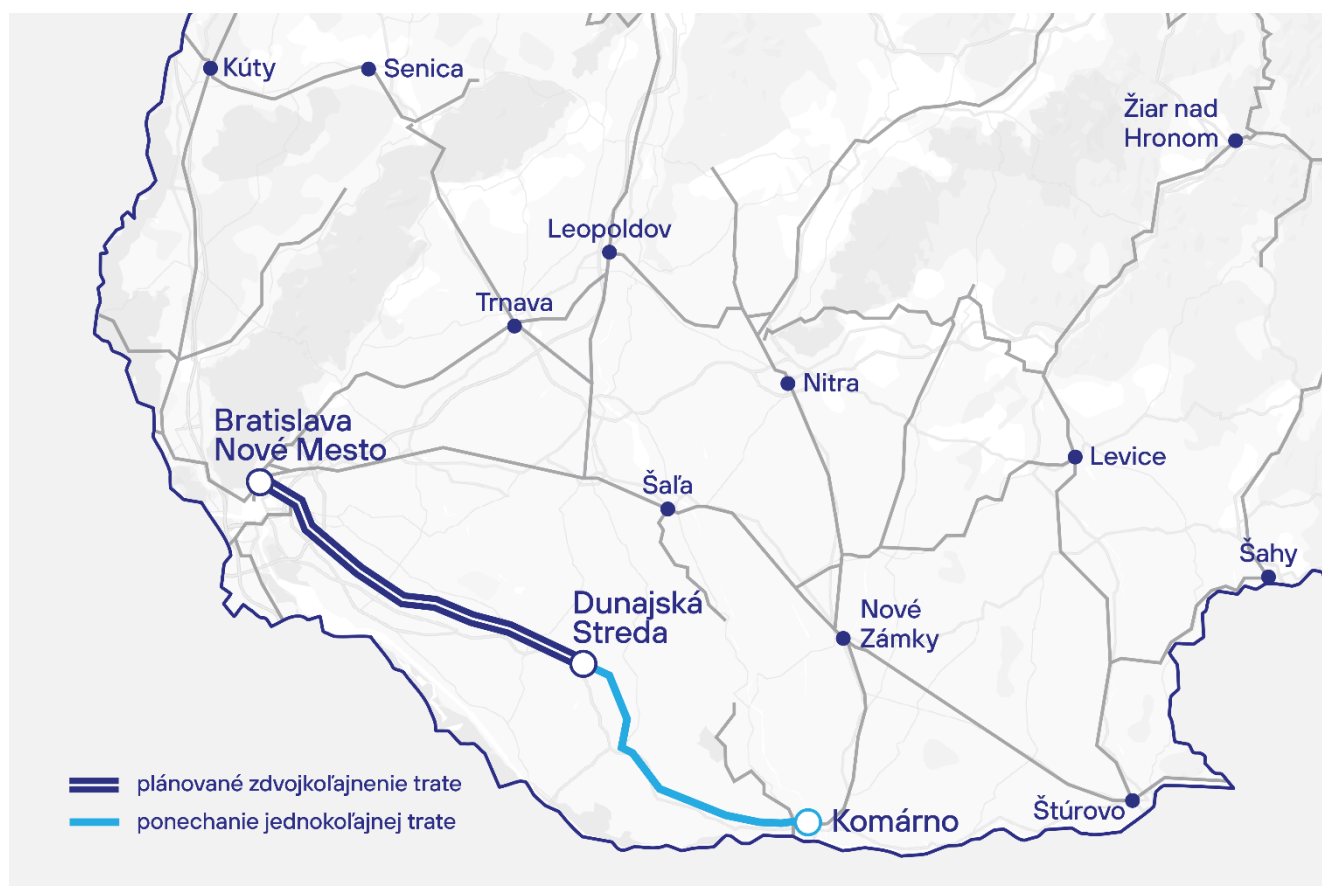 Kúty
Senica
Žiar nad
Hronom
Leopoldov
Trnava
Nitra
Bratislava
Nové Mesto
Levice
Šaľa
Šahy
Dunajská
Streda
Nové
Zámky
plánované zdvojkoľajnenie trate
ponechanie jednokoľajnej trate
Štúrovo
Komárno